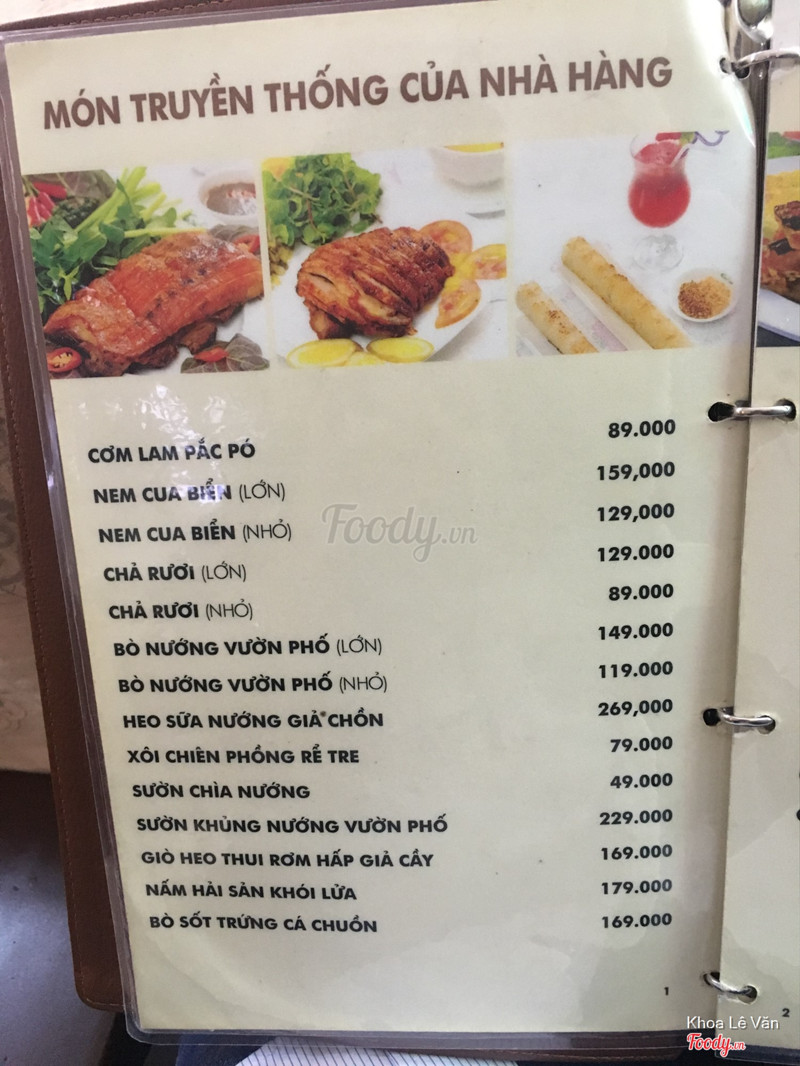 MÓN TRUYỀN THỐNG CỦA NHÀ HÀNG
CƠM LAM PẮC PÓ 89.000
NEM CUA BIỂN (LỚN) 159,000
NEM CUA BIỂN (NHỎ) 129,000
CHẢ RƯƠI (LỚN) 129.000
CHẢ RƯƠI (NHỎ) 89.000
BÒ NƯỚNG VƯỜN PHỐ (LỚN) 149.000
BÒ NƯỚNG VƯỜN PHỐ (NHỎ) 119.000
HEO SỮA NƯỚNG GIẢ CHỒN 269,000
XÔI CHIÊN PHỒNG RỂ TRE 79.000
SƯỜN CHÌA NƯỚNG 49.000
SƯỜN KHỦNG NƯỚNG VƯỜN PHỐ 229.000
GIÒ HEO THUI RƠM HẤP GIẢ CẦY 169.000
NẤM HẢI SẢN KHÓI LỬA 179.000
BÒ SỐT TRỨNG CÁ CHUỒN 169.000
Foody.vn
1
2
Khoa Lê Văn
Foody.vn